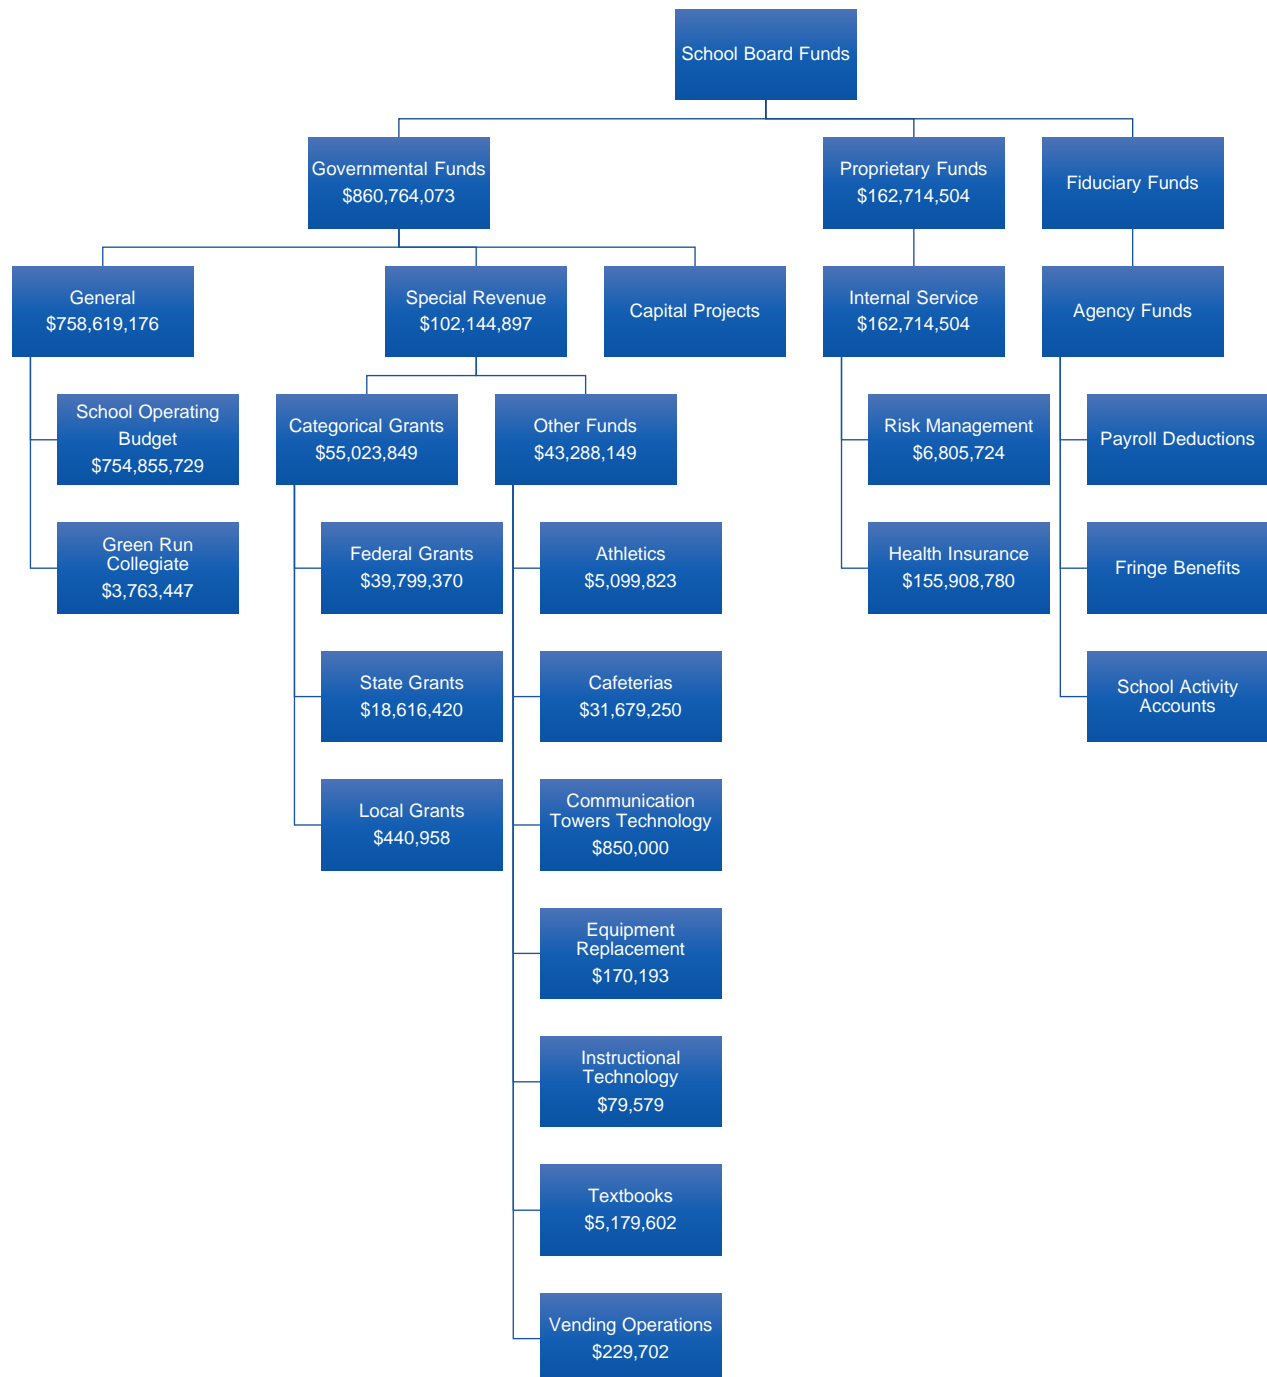 School Board Funds
Governmental Funds
$860,764,073
Proprietary Funds
$162,714,504
Fiduciary Funds
General
$758,619,176
Special Revenue
$102,144,897
Capital Projects
Internal Service
$162,714,504
Agency Funds
School Operating
Budget
$754,855,729
Categorical Grants
$55,023,849
Other Funds
$43,288,149
Risk Management
$6,805,724
Payroll Deductions
Green Run
Collegiate
$3,763,447
Federal Grants
$39,799,370
Athletics
$5,099,823
Health Insurance
$155,908,780
Fringe Benefits
State Grants
$18,616,420
Cafeterias
$31,679,250
School Activity
Accounts
Local Grants
$440,958
Communication
Towers Technology
$850,000
Equipment
Replacement
$170,193
Instructional
Technology
$79,579
Textbooks
$5,179,602
Vending Operations
$229,702